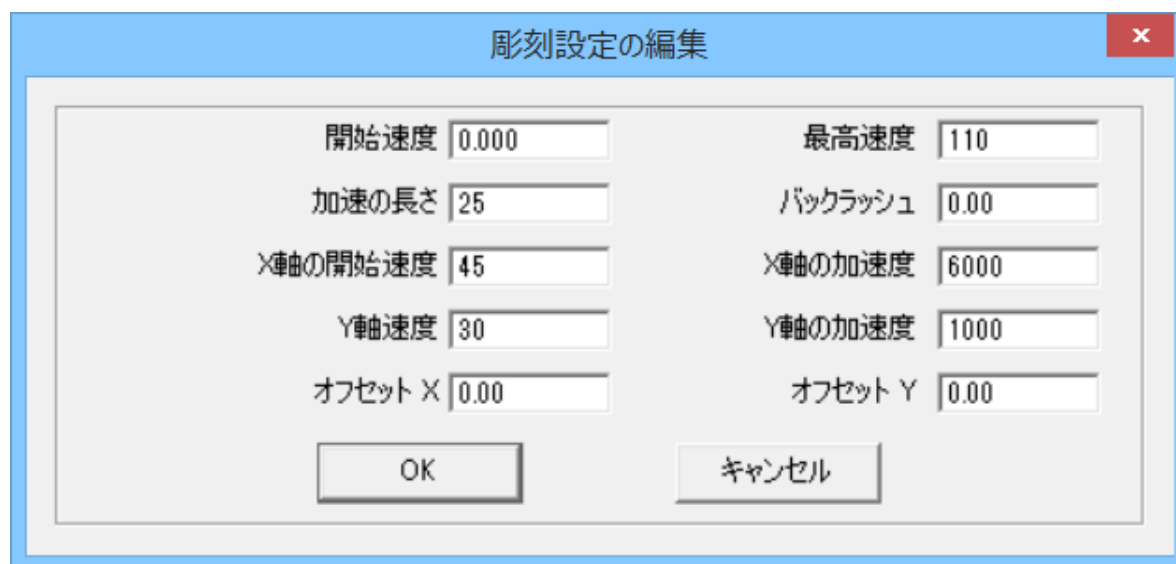 彫刻設定の編集
開始速度 0.000 最高速度 110
加速の長さ 25 バックラッシュ 0.00
X軸の開始速度 45 X軸の加速度 6000
Y軸速度 30 Y軸の加速度 1000
オフセット X 0.00 オフセット Y 0.00
OK キャンセル